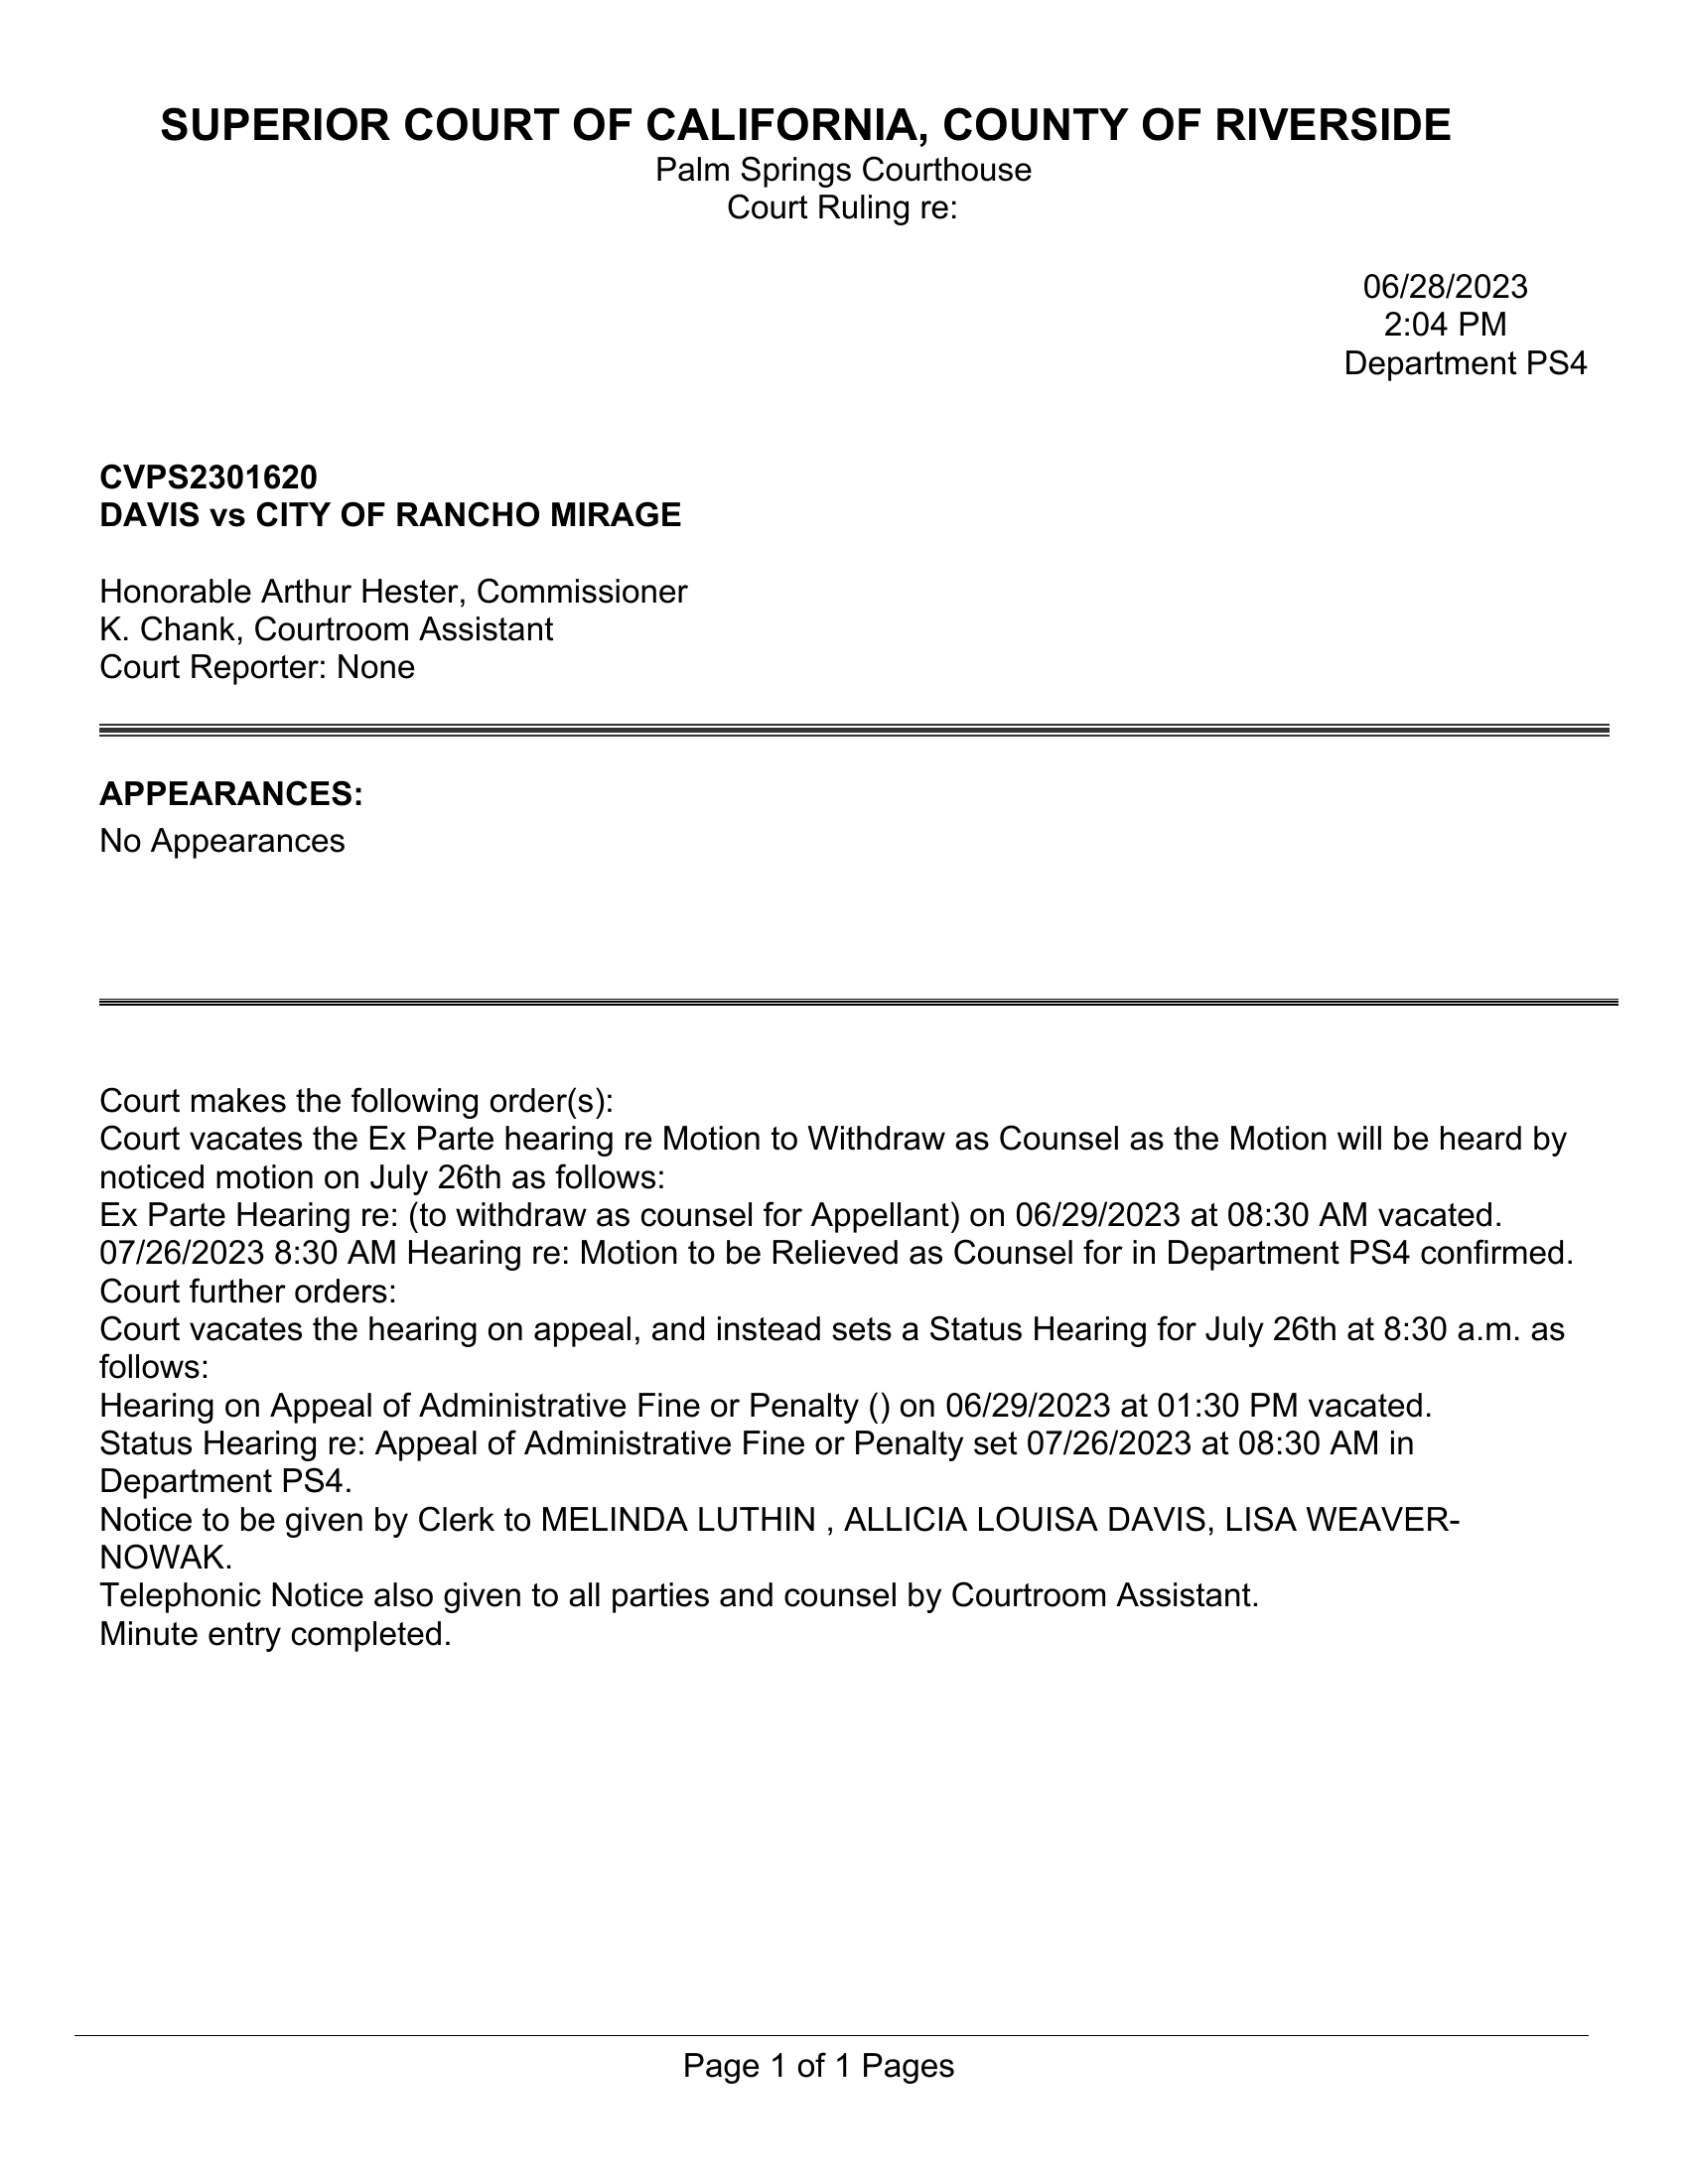 SUPERIOR COURT OF CALIFORNIA, COUNTY OF RIVERSIDE
Palm Springs Courthouse
Court Ruling re:
06/28/2023
2:04 PM
Department PS4
CVPS2301620
DAVIS vs CITY OF RANCHO MIRAGE
Honorable Arthur Hester, Commissioner
K. Chank, Courtroom Assistant
Court Reporter: None
APPEARANCES:
No Appearances
Court makes the following order(s):
Court vacates the Ex Parte hearing re Motion to Withdraw as Counsel as the Motion will be heard by
noticed motion on July 26th as follows:
Ex Parte Hearing re: (to withdraw as counsel for Appellant) on 06/29/2023 at 08:30 AM vacated.
07/26/2023 8:30 AM Hearing re: Motion to be Relieved as Counsel for in Department PS4 confirmed.
Court further orders:
Court vacates the hearing on appeal, and instead sets a Status Hearing for July 26th at 8:30 a.m. as
follows:
Hearing on Appeal of Administrative Fine or Penalty () on 06/29/2023 at 01:30 PM vacated.
Status Hearing re: Appeal of Administrative Fine or Penalty set 07/26/2023 at 08:30 AM in
Department PS4.
Notice to be given by Clerk to MELINDA LUTHIN , ALLICIA LOUISA DAVIS, LISA WEAVER-
NOWAK.
Telephonic Notice also given to all parties and counsel by Courtroom Assistant.
Minute entry completed.
Page 1 of 1 Pages